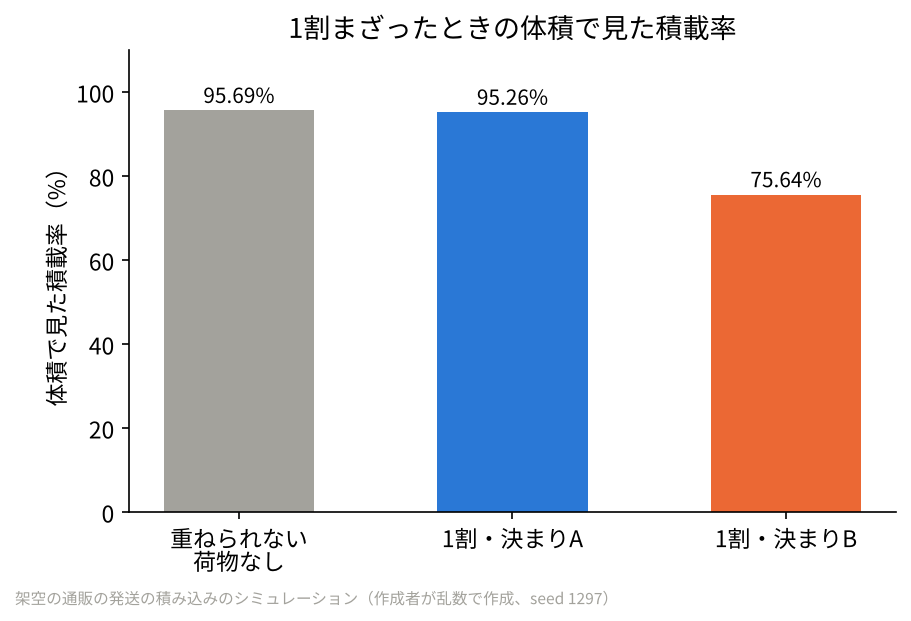 1割まざったときの体積で見た積載率
体積で見た積載率（%）
100
80
60
40
20
0
95.69%
95.26%
75.64%
重ねられない
荷物なし
1割・決まりA
1割・決まりB
架空の通販の発送の積み込みのシミュレーション（作成者が乱数で作成、seed 1297）